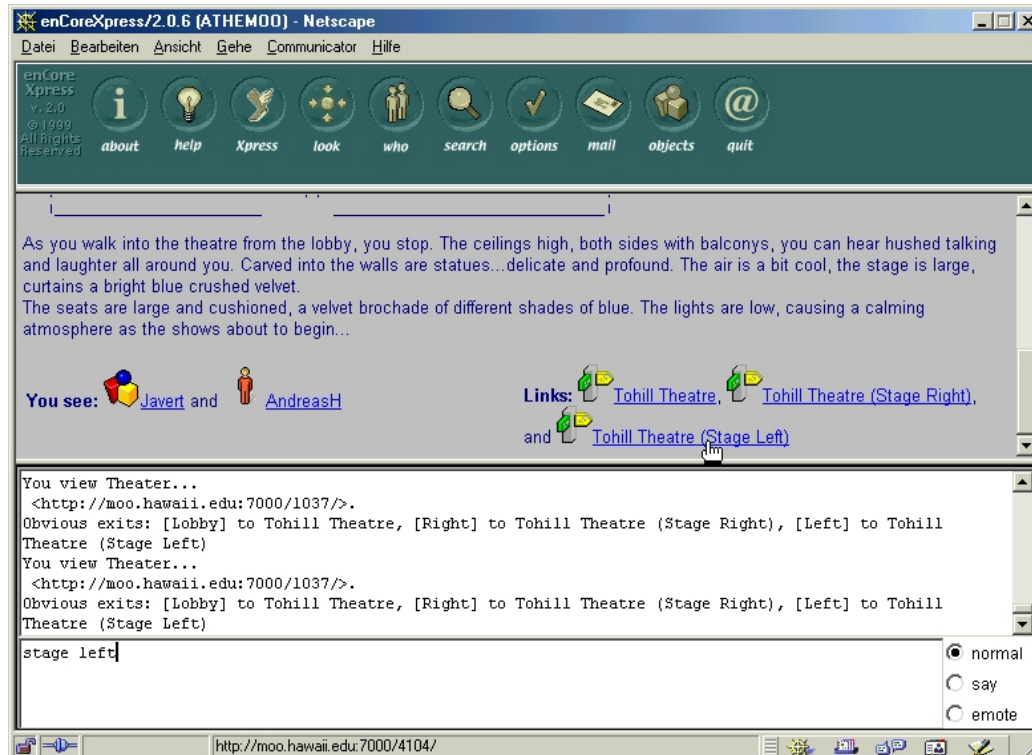 enCoreXpress/2.0.6 (ATHEMOO) - Netscape
Datei Bearbeiten Ansicht Gehe Communicator Hilfe
enCore
Xpress
v. 2.0
© 1999
All Rights
Reserved
about help Xpress look who search options mail objects quit
As you walk into the theatre from the lobby, you stop. The ceilings high, both sides with balconys, you can hear hushed talking
and laughter all around you. Carved into the walls are statues...delicate and profound. The air is a bit cool, the stage is large,
curtains a bright blue crushed velvet.
The seats are large and cushioned, a velvet brochade of different shades of blue. The lights are low, causing a calming
atmosphere as the shows about to begin...
You see: Javert and AndreasH
Links: Tohill Theatre, Tohill Theatre (Stage Right),
and Tohill Theatre (Stage Left)
You view Theater...
<http://moo.hawaii.edu:7000/1037/>.
Obvious exits: [Lobby] to Tohill Theatre, [Right] to Tohill Theatre (Stage Right), [Left] to Tohill
Theatre (Stage Left)
You view Theater...
<http://moo.hawaii.edu:7000/1037/>.
Obvious exits: [Lobby] to Tohill Theatre, [Right] to Tohill Theatre (Stage Right), [Left] to Tohill
Theatre (Stage Left)
stage left
normal
say
emote
http://moo.hawaii.edu:7000/4104/